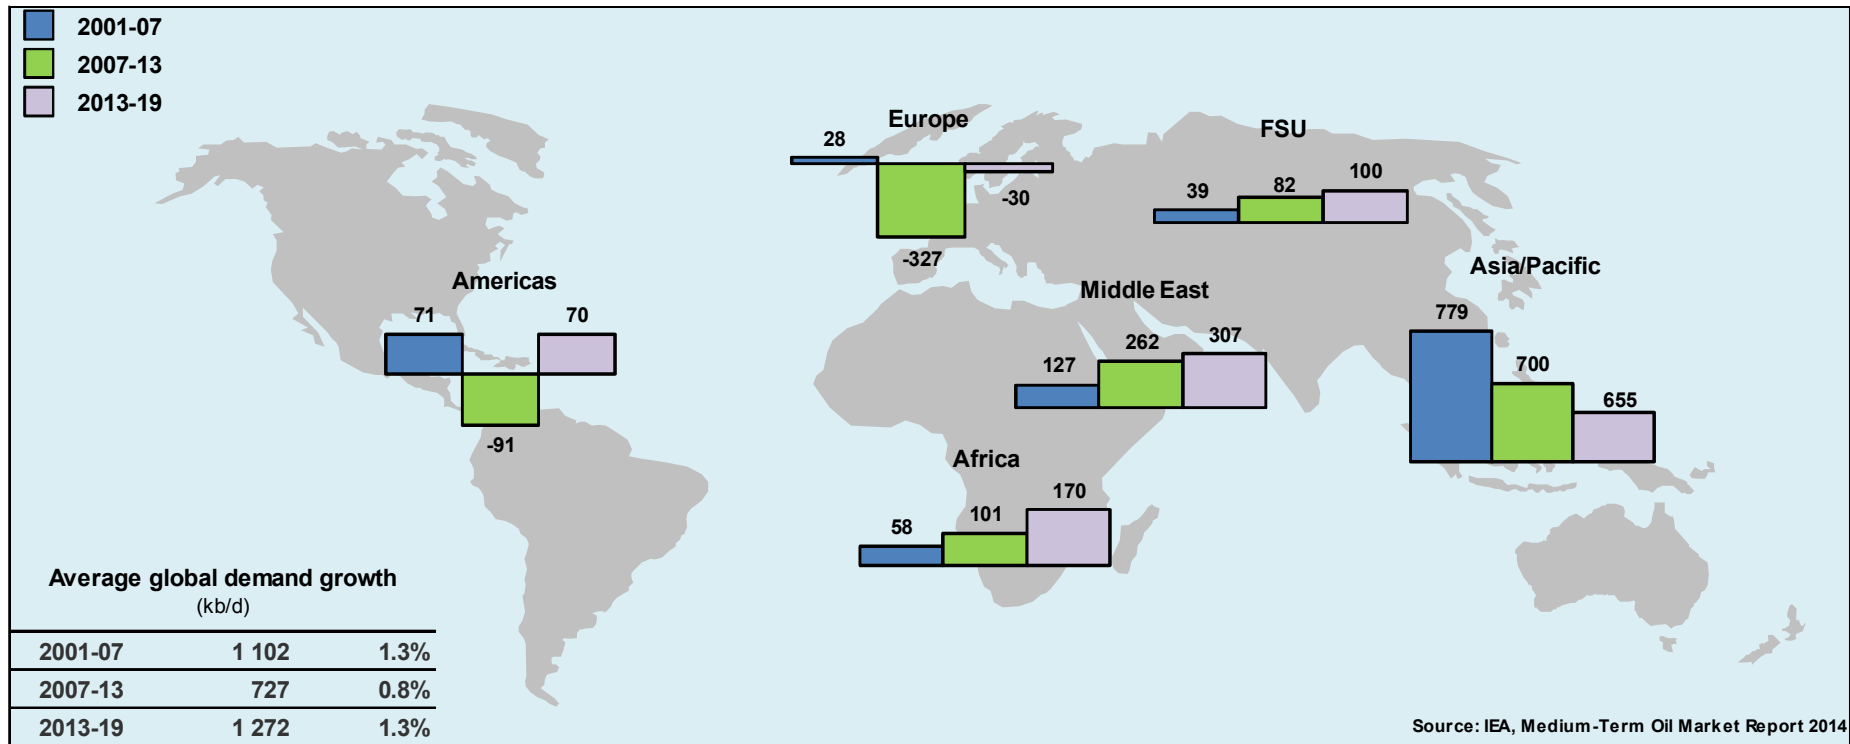 2001-07
2007-13
2013-19
Europe
28
-327
-30
FSU
39
82
100
Americas
71
-91
70
Middle East
127
262
307
Asia/Pacific
779
700
655
Africa
58
101
170
Average global demand growth
(kb/d)
2001-07 1 102 1.3%
2007-13 727 0.8%
2013-19 1 272 1.3%
Source: IEA, Medium-Term Oil Market Report 2014